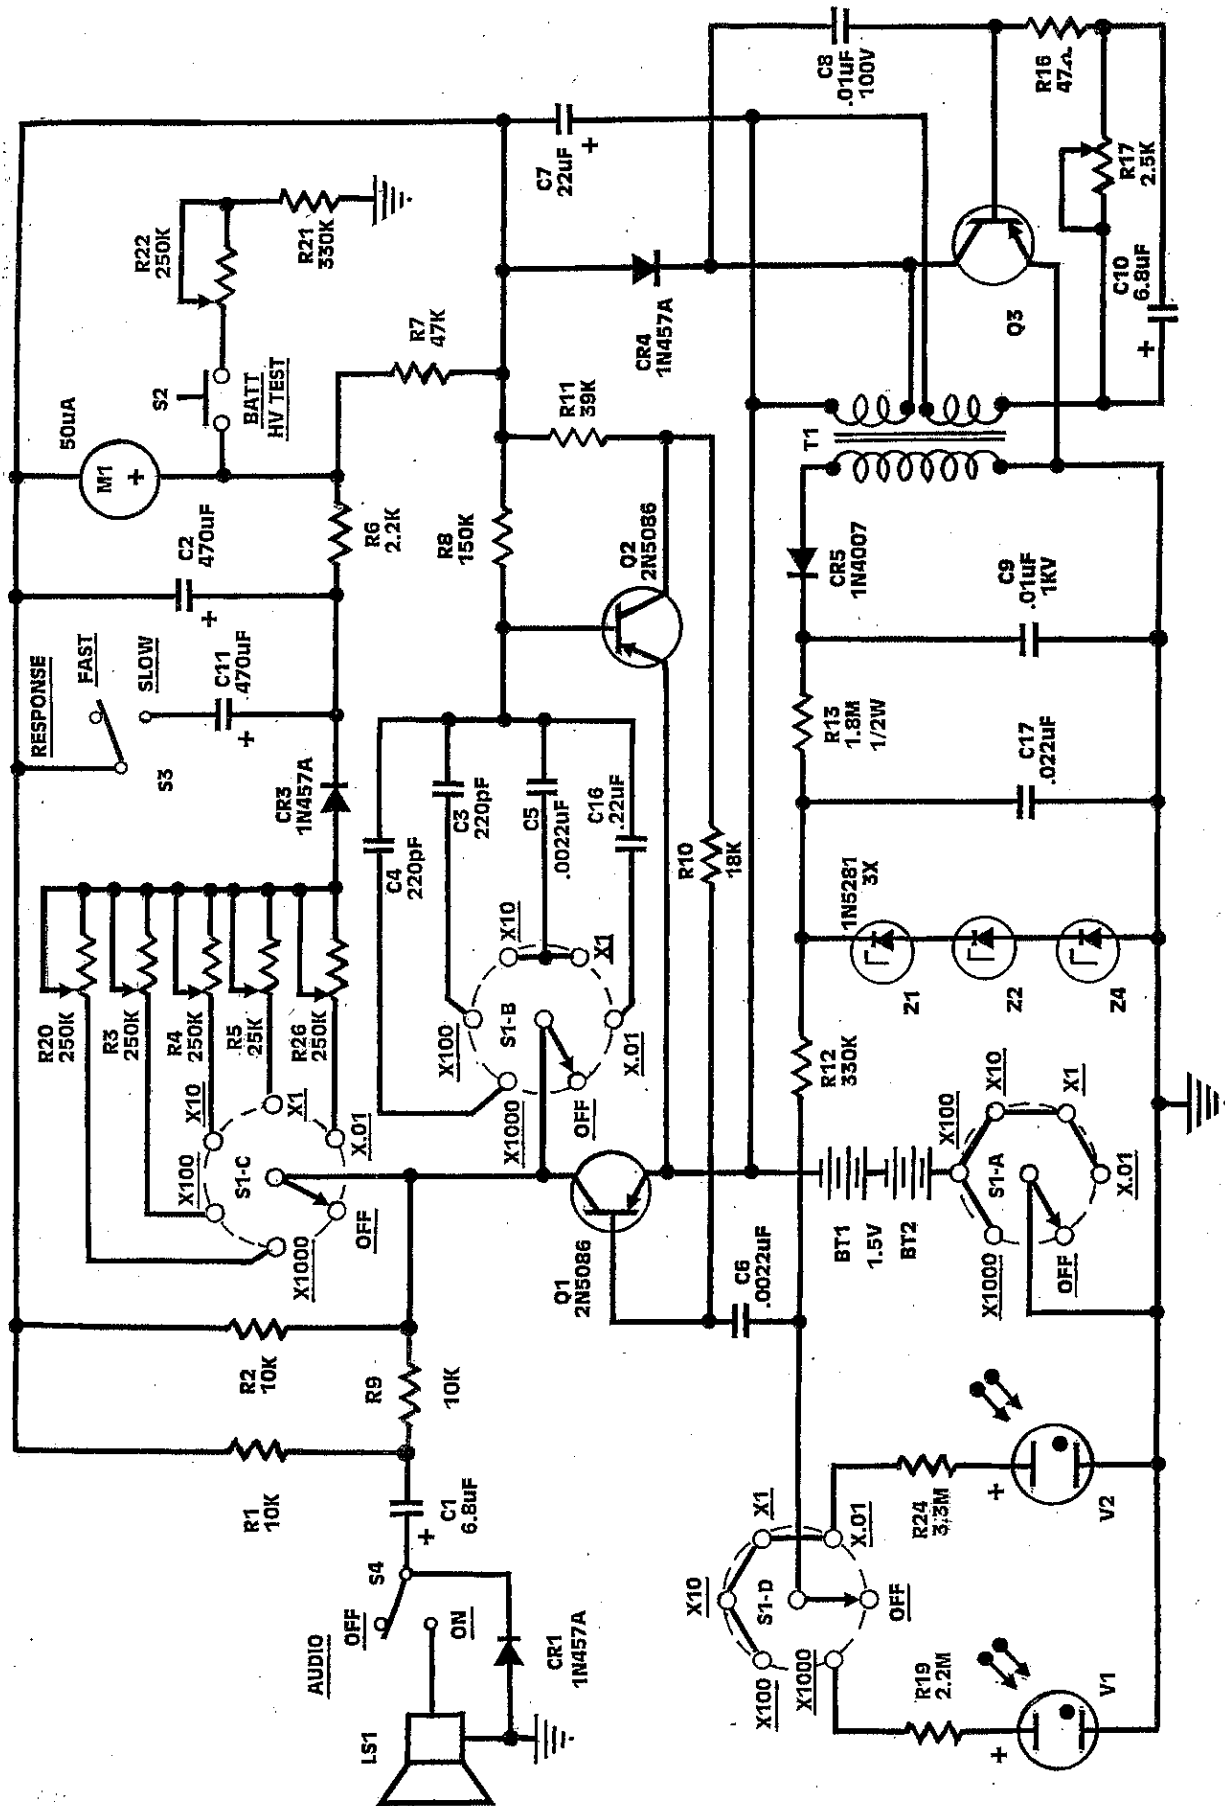 LS1
AUDIO
OFF
ON
S4
CR1
1N457A
C1
6.8uF
R1
10K
R2
10K
R9
10K
X1000
X100
X10
X1
X.01
OFF
S1-C
R20
250K
R3
250K
R4
250K
R5
25K
R26
250K
RESPONSE
FAST
SLOW
S3
CR3
1N457A
C11
470uF
C2
470uF
50uA
M1
R6
2.2K
S2
BATT
HV TEST
R22
250K
R21
330K
R7
47K
C4
220pF
C3
220pF
C5
.0022uF
C16
.22uF
X1000
X100
X10
X1
X.01
OFF
S1-B
Q1
2N5086
R8
150K
R11
39K
Q2
2N5086
R10
18K
C6
.0022uF
C7
22uF
CR4
1N457A
C8
.01uF
100V
R16
47Ω
R17
2.5K
C10
6.8uF
Q3
T1
CR5
1N4007
C9
.01uF
1KV
R13
1.8M
1/2W
C17
.022uF
1N5281
3X
Z1
Z2
Z4
R12
330K
BT1
1.5V
BT2
X1000
X100
X10
X1
X.01
OFF
S1-A
X100
X10
X1
X.01
X1000
OFF
S1-D
R19
2.2M
R24
3.3M
V1
V2